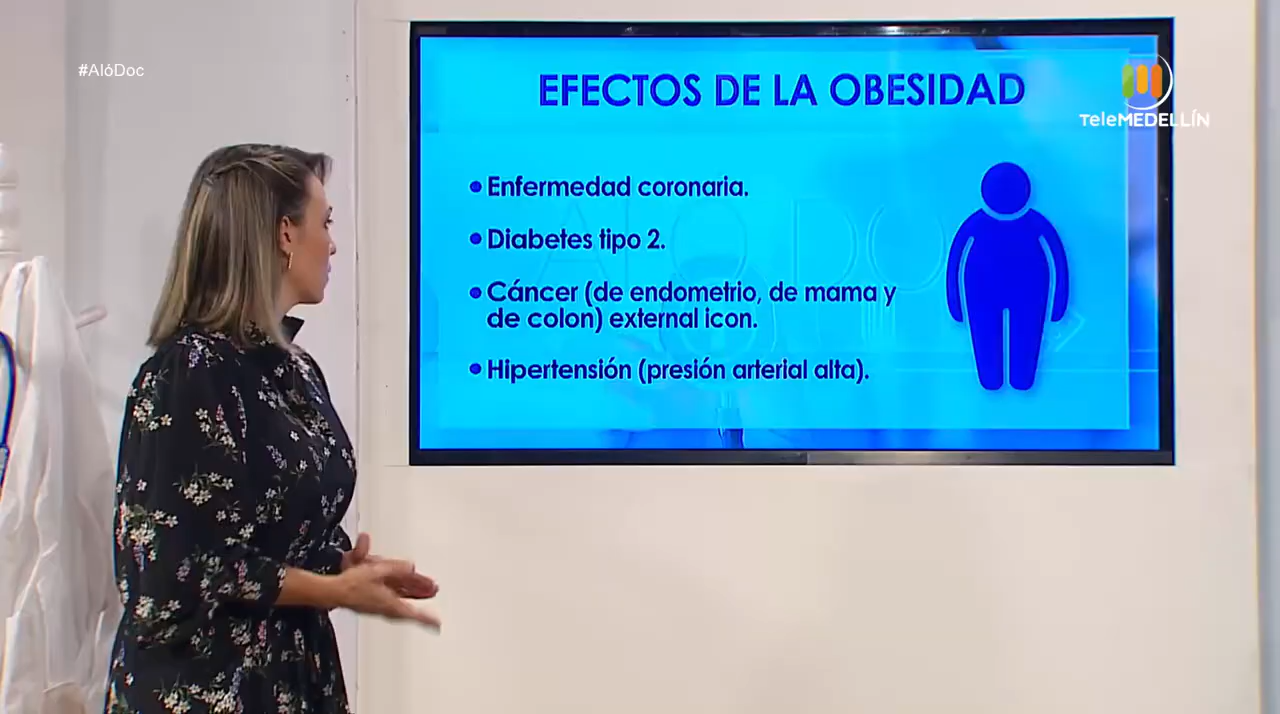 #AlóDoc
EFECTOS DE LA OBESIDAD
TeleMEDELLÍN
• Enfermedad coronaria.
• Diabetes tipo 2.
• Cáncer (de endometrio, de mama y
de colon) external icon.
• Hipertensión (presión arterial alta).